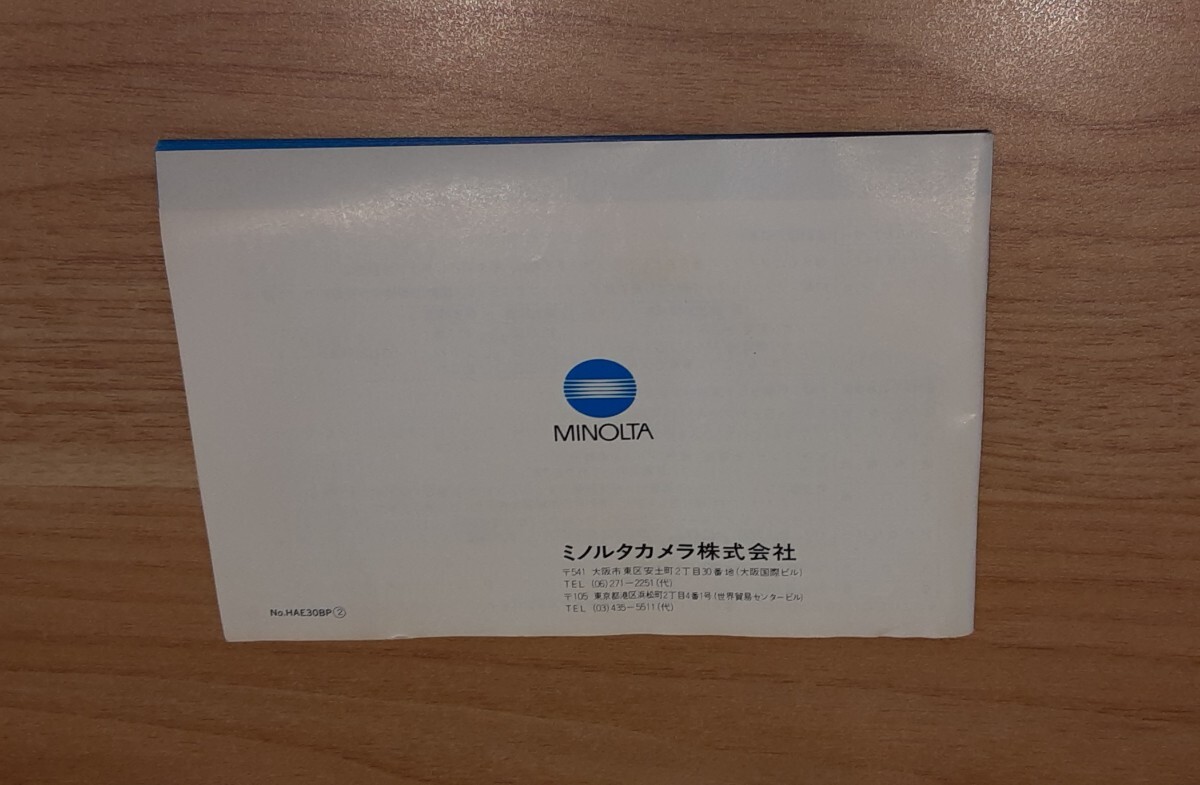 MINOLTA
ミノルタカメラ株式会社
〒541 大阪市東区安土町2丁目30番地(大阪国際ビル)
TEL (06)271-2251(代)
〒105 東京都港区浜松町2丁目4番1号(世界貿易センタービル)
TEL (03)435-5511(代)
No.HAE30BP②